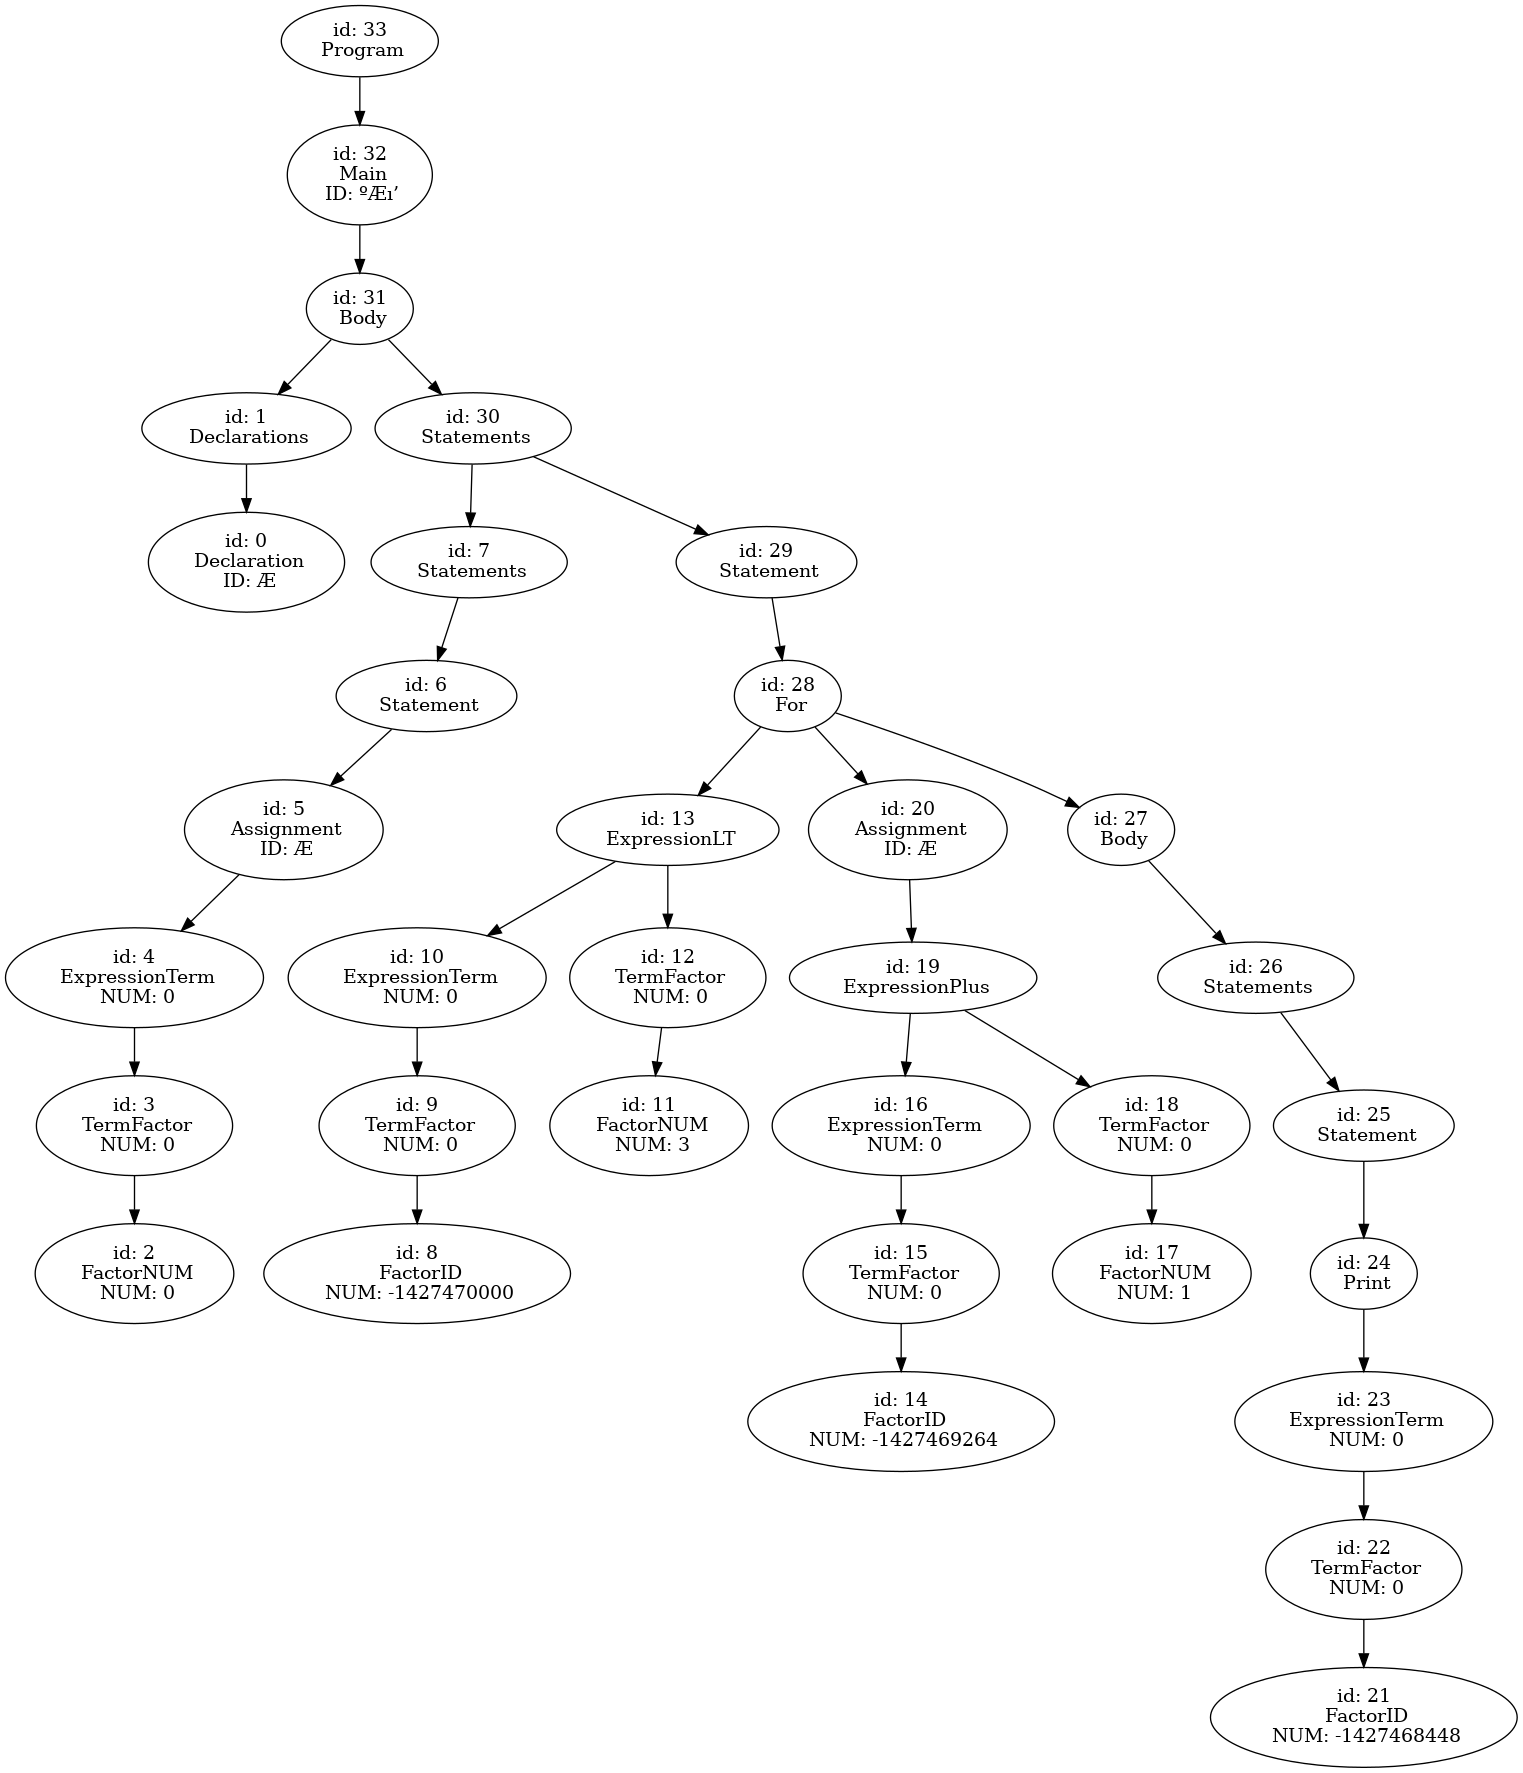 id: 33
Program
id: 32
Main
ID: ºÆı’
id: 31
Body
id: 1
Declarations
id: 30
Statements
id: 0
Declaration
ID: Æ
id: 7
Statements
id: 29
Statement
id: 6
Statement
id: 28
For
id: 5
Assignment
ID: Æ
id: 13
ExpressionLT
id: 20
Assignment
ID: Æ
id: 27
Body
id: 4
ExpressionTerm
NUM: 0
id: 10
ExpressionTerm
NUM: 0
id: 12
TermFactor
NUM: 0
id: 19
ExpressionPlus
id: 26
Statements
id: 3
TermFactor
NUM: 0
id: 9
TermFactor
NUM: 0
id: 11
FactorNUM
NUM: 3
id: 16
ExpressionTerm
NUM: 0
id: 18
TermFactor
NUM: 0
id: 25
Statement
id: 2
FactorNUM
NUM: 0
id: 8
FactorID
NUM: -1427470000
id: 15
TermFactor
NUM: 0
id: 17
FactorNUM
NUM: 1
id: 24
Print
id: 14
FactorID
NUM: -1427469264
id: 23
ExpressionTerm
NUM: 0
id: 22
TermFactor
NUM: 0
id: 21
FactorID
NUM: -1427468448